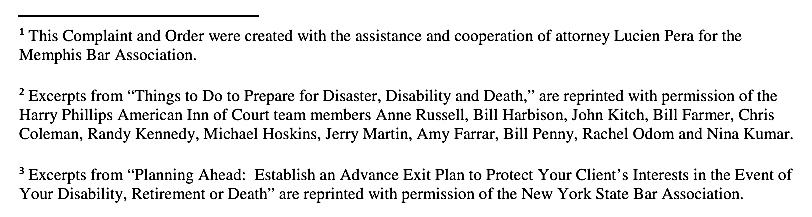 ¹ This Complaint and Order were created with the assistance and cooperation of attorney Lucien Pera for the
Memphis Bar Association.
² Excerpts from “Things to Do to Prepare for Disaster, Disability and Death,” are reprinted with permission of the
Harry Phillips American Inn of Court team members Anne Russell, Bill Harbison, John Kitch, Bill Farmer, Chris
Coleman, Randy Kennedy, Michael Hoskins, Jerry Martin, Amy Farrar, Bill Penny, Rachel Odom and Nina Kumar.
³ Excerpts from “Planning Ahead:  Establish an Advance Exit Plan to Protect Your Client’s Interests in the Event of
Your Disability, Retirement or Death” are reprinted with permission of the New York State Bar Association.